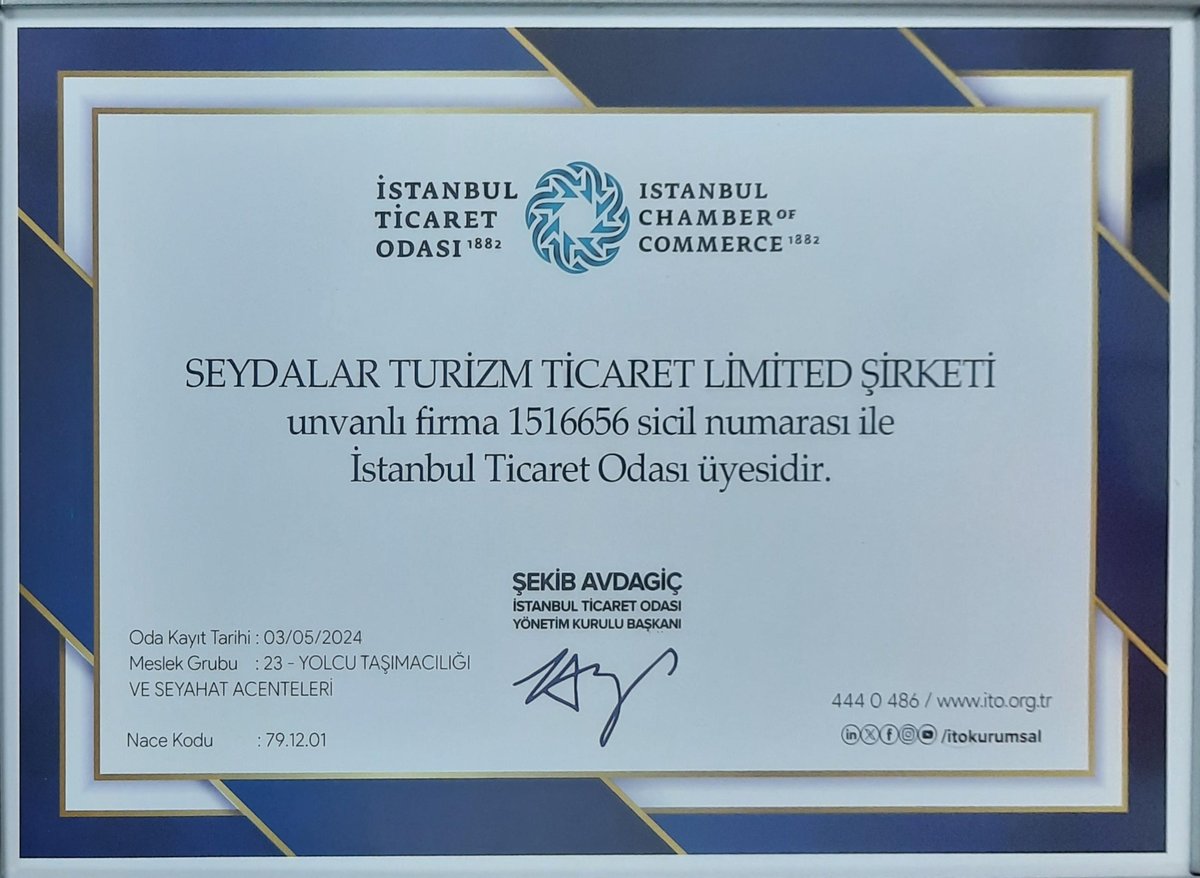 İSTANBUL
TİCARET
ODASI 1882
ISTANBUL
CHAMBER OF
COMMERCE 1882
SEYDALAR TURİZM TİCARET LİMİTED ŞİRKETİ
unvanlı firma 1516656 sicil numarası ile
İstanbul Ticaret Odası üyesidir.
ŞEKİB AVDAGİÇ
İSTANBUL TİCARET ODASI
YÖNETİM KURULU BAŞKANI
Oda Kayıt Tarihi : 03/05/2024
Meslek Grubu : 23 - YOLCU TAŞIMACILIĞI
VE SEYAHAT ACENTELERİ
Nace Kodu : 79.12.01
444 0 486 / www.ito.org.tr
/itokurumsal